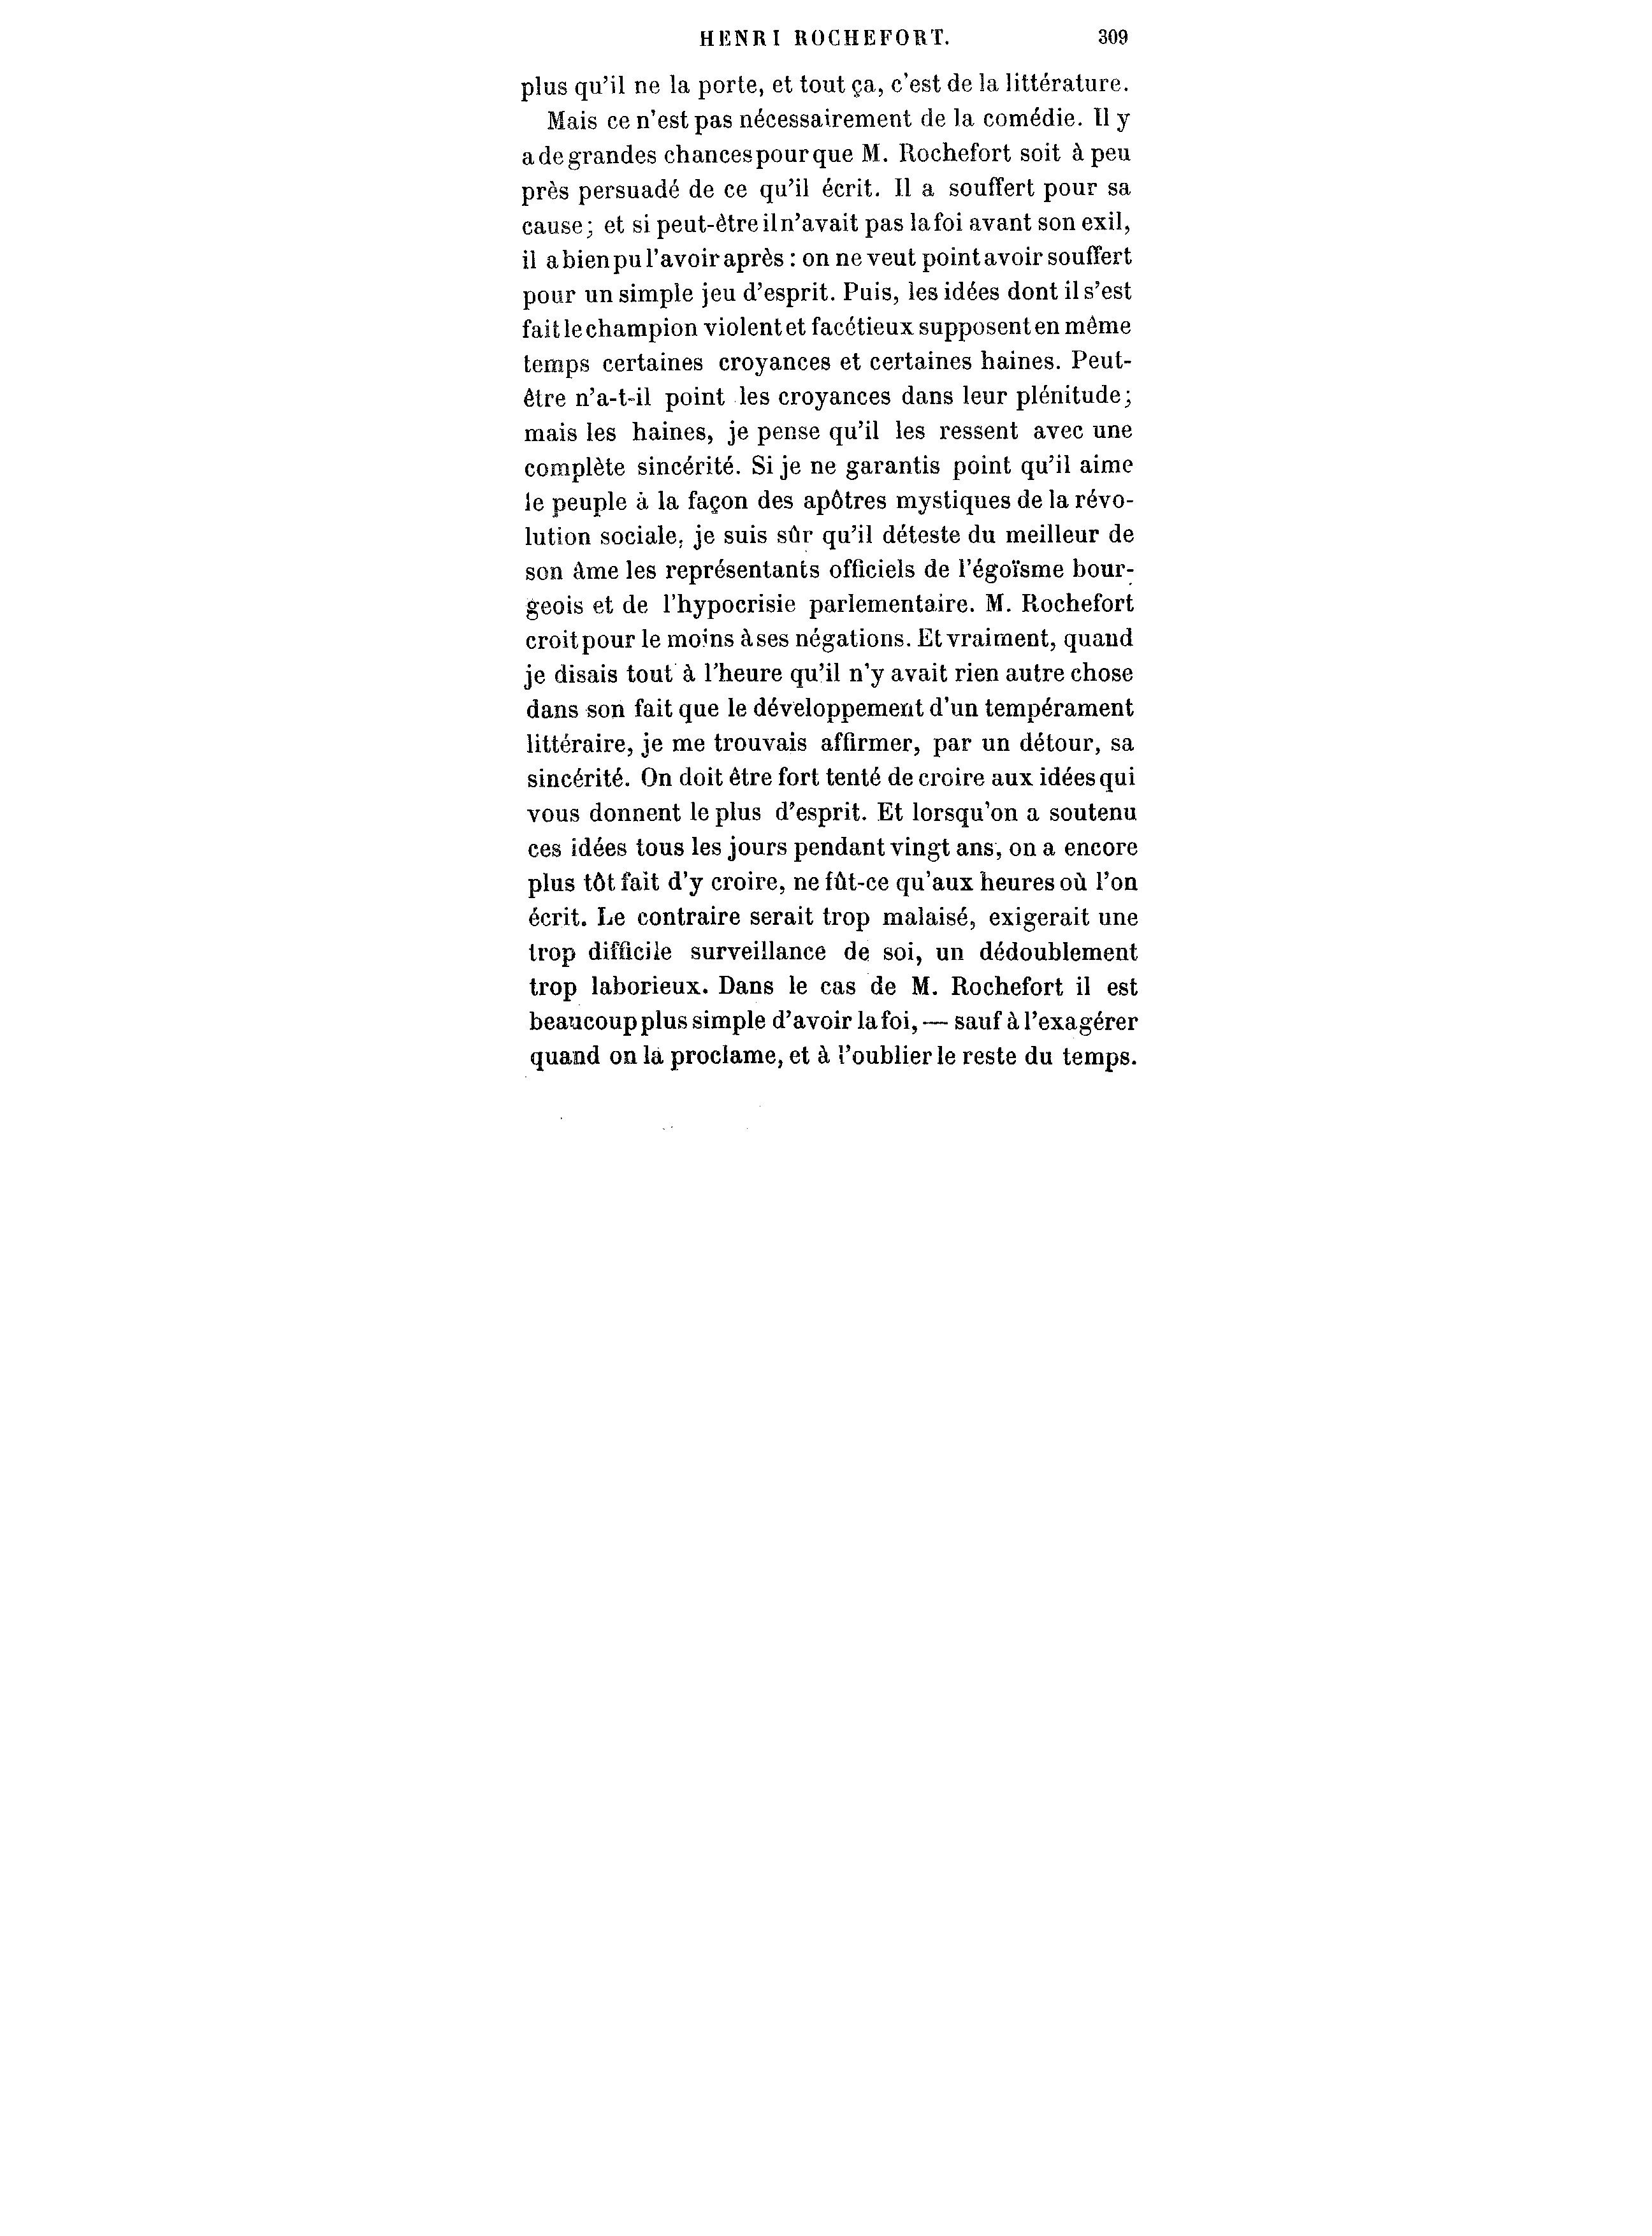 HENRI ROCHEFORT. 309
plus qu'il ne la porte, et tout ça, c'est de la littérature.
Mais ce n'est pas nécessairement de la comédie. Il y
a de grandes chances pour que M. Rochefort soit à peu
près persuadé de ce qu'il écrit. Il a souffert pour sa
cause; et si peut-être il n'avait pas la foi avant son exil,
il a bien pu l'avoir après : on ne veut point avoir souffert
pour un simple jeu d'esprit. Puis, les idées dont il s'est
fait le champion violent et facétieux supposent en même
temps certaines croyances et certaines haines. Peut-
être n'a-t-il point les croyances dans leur plénitude;
mais les haines, je pense qu'il les ressent avec une
complète sincérité. Si je ne garantis point qu'il aime
le peuple à la façon des apôtres mystiques de la révo-
lution sociale, je suis sûr qu'il déteste du meilleur de
son âme les représentants officiels de l'égoïsme bour-
geois et de l'hypocrisie parlementaire. M. Rochefort
croit pour le moins à ses négations. Et vraiment, quand
je disais tout à l'heure qu'il n'y avait rien autre chose
dans son fait que le développement d'un tempérament
littéraire, je me trouvais affirmer, par un détour, sa
sincérité. On doit être fort tenté de croire aux idées qui
vous donnent le plus d'esprit. Et lorsqu'on a soutenu
ces idées tous les jours pendant vingt ans, on a encore
plus tôt fait d'y croire, ne fût-ce qu'aux heures où l'on
écrit. Le contraire serait trop malaisé, exigerait une
trop difficile surveillance de soi, un dédoublement
trop laborieux. Dans le cas de M. Rochefort il est
beaucoup plus simple d'avoir la foi, — sauf à l'exagérer
quand on la proclame, et à l'oublier le reste du temps.